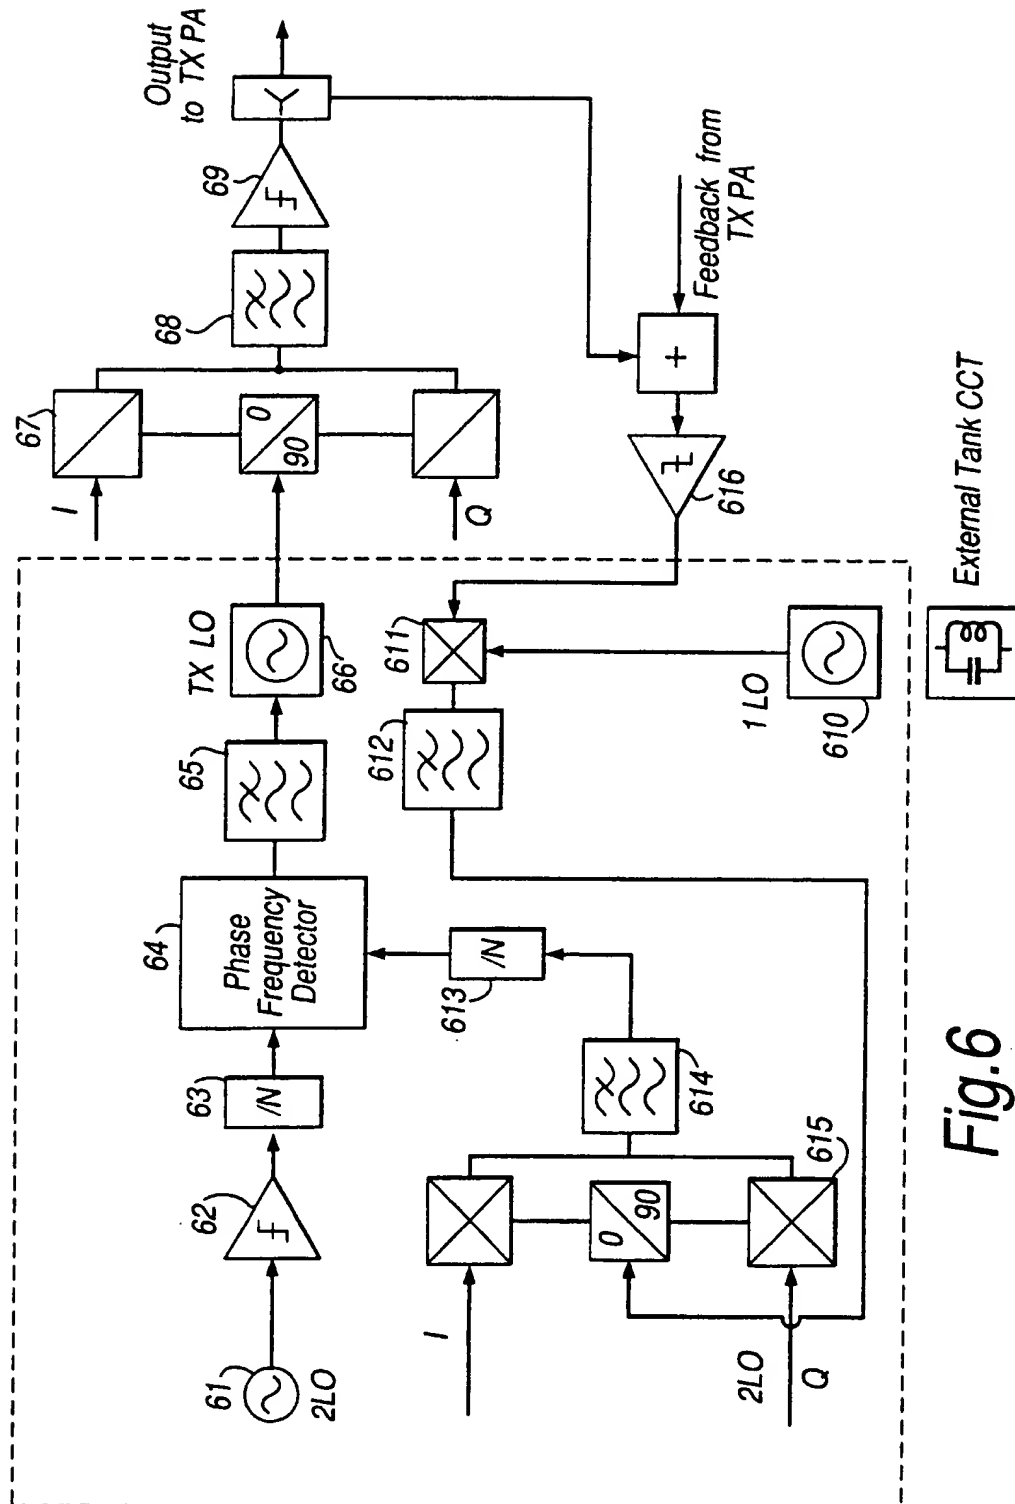 Output
to TX PA
69
68
67
I
0
90
Q
Feedback from
TX PA
+
616
External Tank CCT
TX LO
66
65
64
Phase
Frequency
Detector
63
/N
62
61
2LO
611
612
1 LO
610
613
/N
614
615
0
90
I
2LO
Q
Fig.6